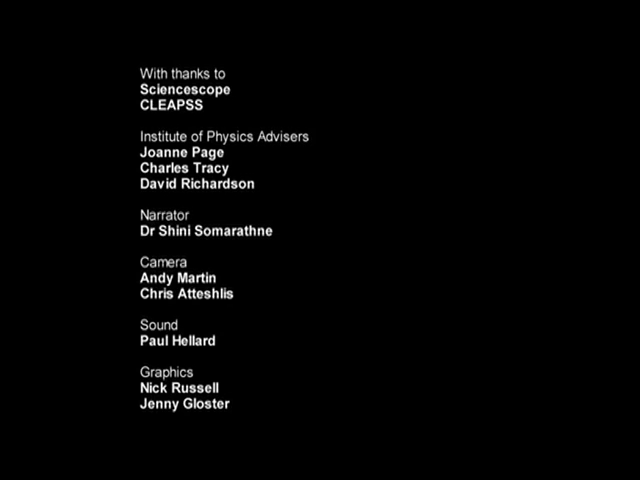 With thanks to
Sciencescope
CLEAPSS
Institute of Physics Advisers
Joanne Page
Charles Tracy
David Richardson
Narrator
Dr Shini Somarathne
Camera
Andy Martin
Chris Atteshlis
Sound
Paul Hellard
Graphics
Nick Russell
Jenny Gloster